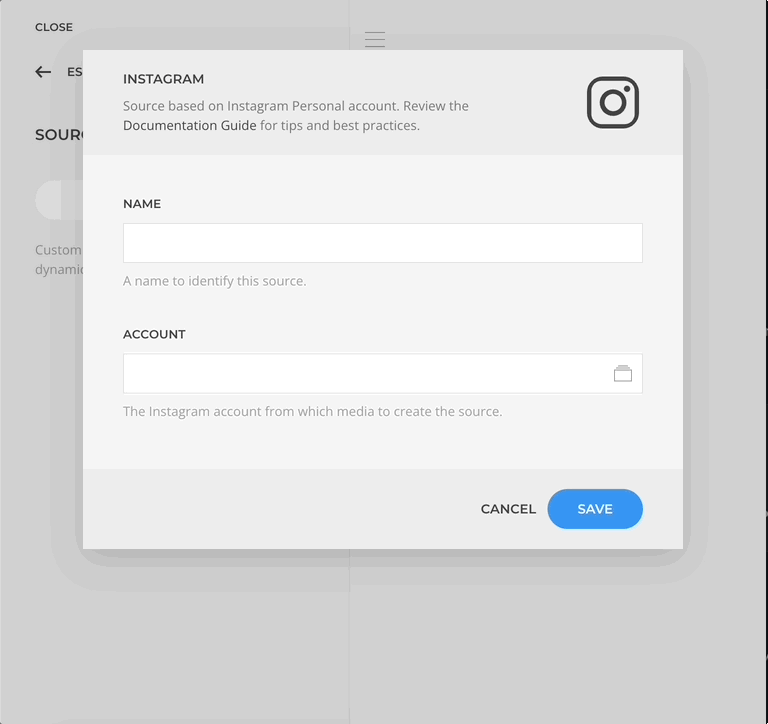 CLOSE
ES
SOUR
Custom
dynamic
INSTAGRAM
Source based on Instagram Personal account. Review the
Documentation Guide for tips and best practices.
NAME
A name to identify this source.
ACCOUNT
The Instagram account from which media to create the source.
CANCEL
SAVE